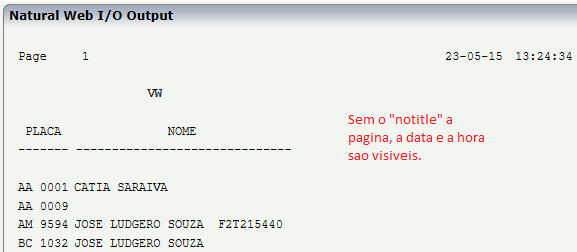 Natural Web I/O Output
Page 1 23-05-15 13:24:34
VW
Sem o "notitle" a
pagina, a data e a hora
sao visiveis.
PLACA NOME
------- ------------------------------
AA 0001 CATIA SARAIVA
AA 0009
AM 9594 JOSE LUDGERO SOUZA F2T215440
BC 1032 JOSE LUDGERO SOUZA